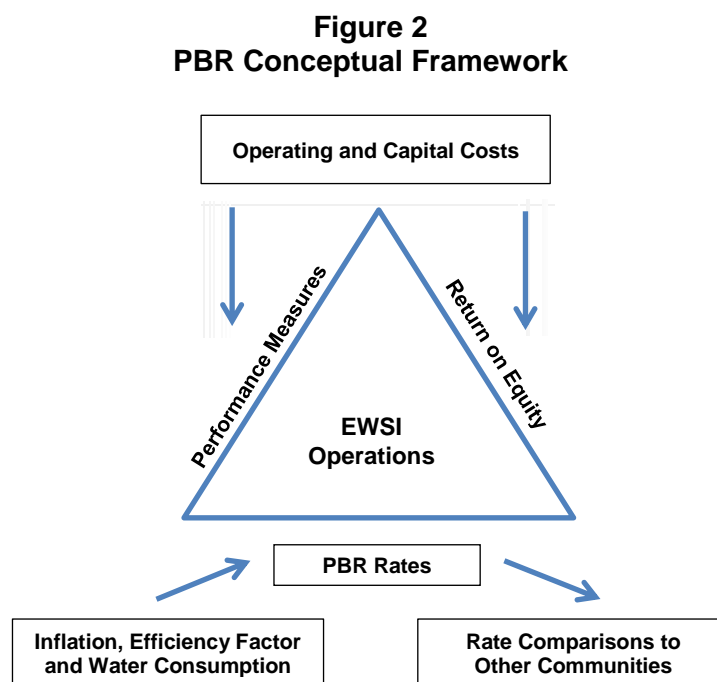 Figure 2
PBR Conceptual Framework
Operating and Capital Costs
Performance Measures
Return on Equity
EWSI
Operations
PBR Rates
Inflation, Efficiency Factor
and Water Consumption
Rate Comparisons to
Other Communities